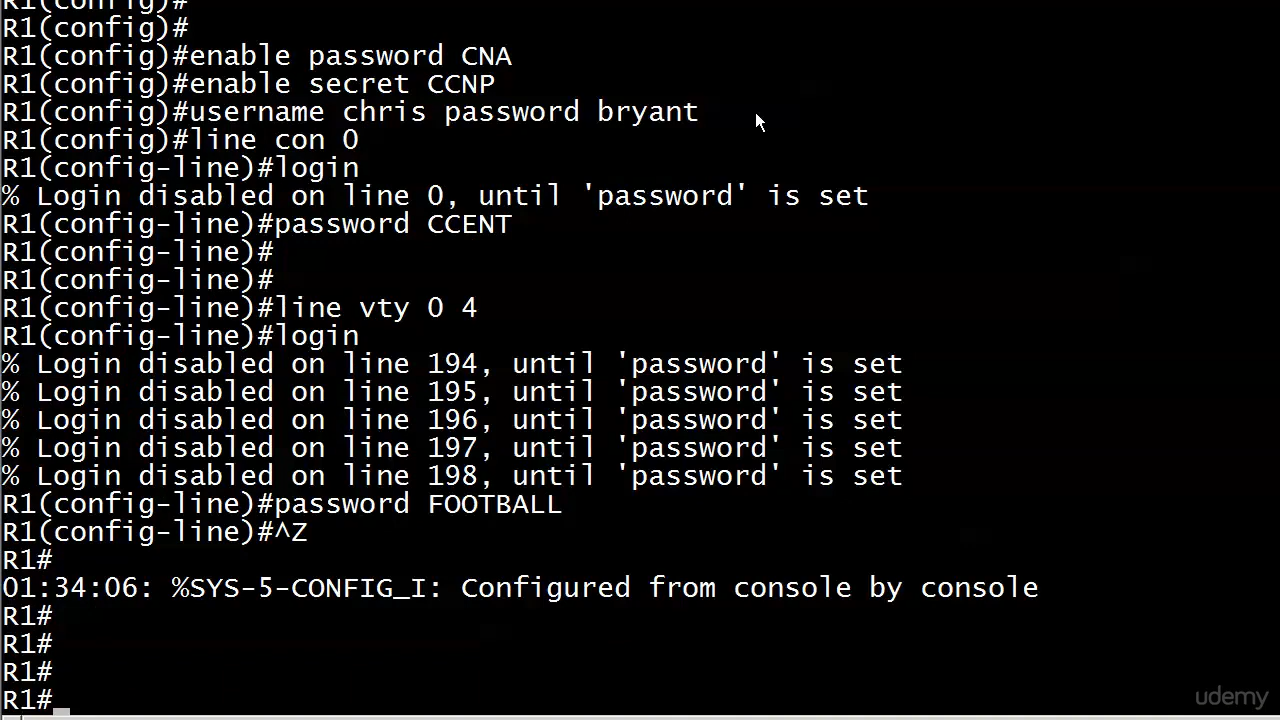 R1(config)#
R1(config)#
R1(config)#enable password CNA
R1(config)#enable secret CCNP
R1(config)#username chris password bryant
R1(config)#line con 0
R1(config-line)#login
% Login disabled on line 0, until 'password' is set
R1(config-line)#password CCENT
R1(config-line)#
R1(config-line)#
R1(config-line)#line vty 0 4
R1(config-line)#login
% Login disabled on line 194, until 'password' is set
% Login disabled on line 195, until 'password' is set
% Login disabled on line 196, until 'password' is set
% Login disabled on line 197, until 'password' is set
% Login disabled on line 198, until 'password' is set
R1(config-line)#password FOOTBALL
R1(config-line)#^Z
R1#
01:34:06: %SYS-5-CONFIG_I: Configured from console by console
R1#
R1#
R1#
R1#
udemy